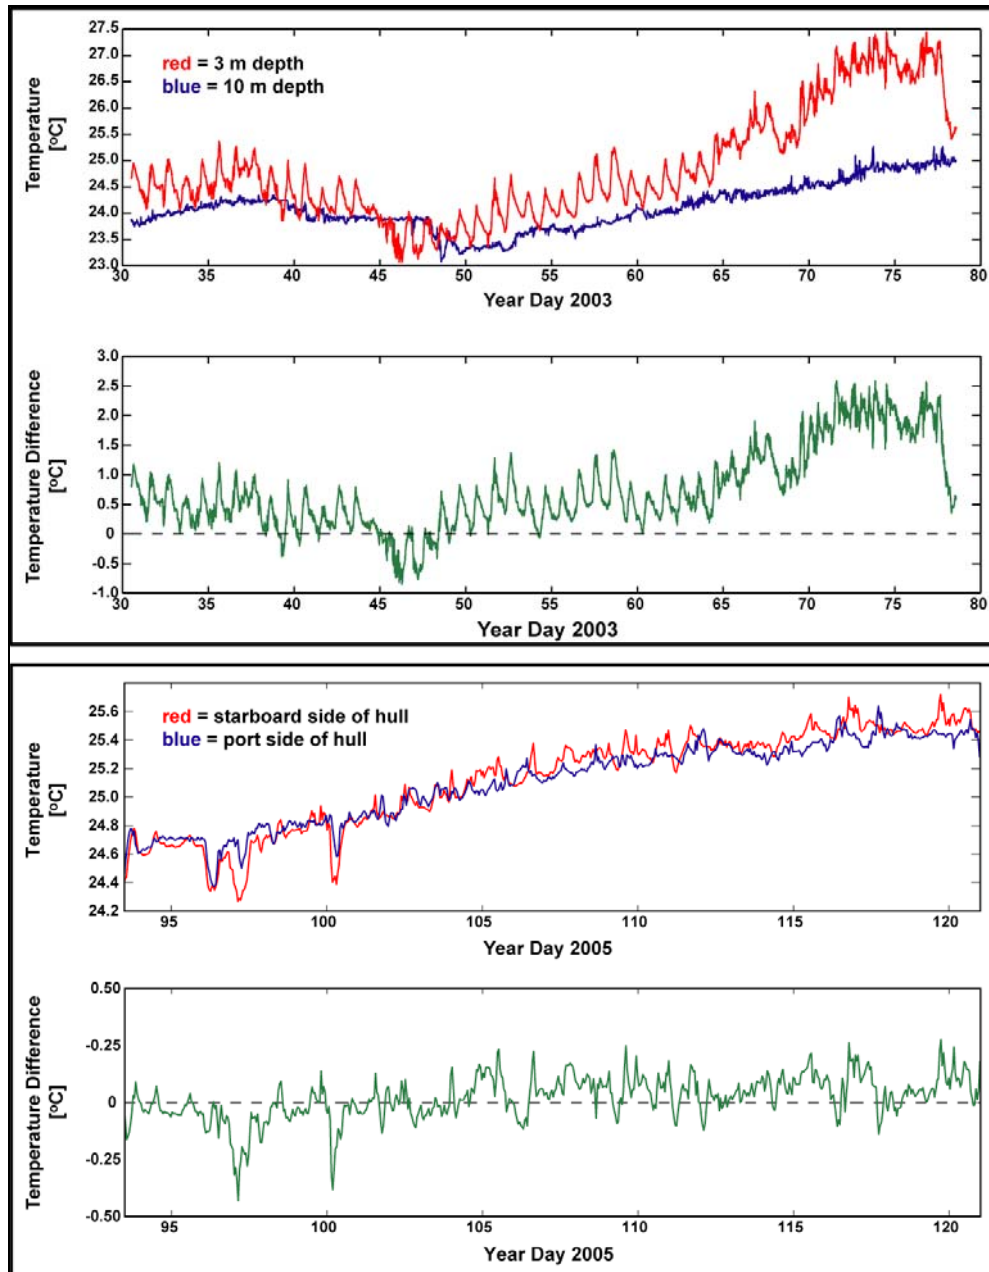 27.5
27.0
26.5
26.0
25.5
25.0
24.5
24.0
23.5
23.0
Temperature
[ºC]
red = 3 m depth
blue = 10 m depth
30 35 40 45 50 55 60 65 70 75 80
Year Day 2003
3.0
2.5
2.0
1.5
1.0
0.5
0
-0.5
-1.0
Temperature Difference
[ºC]
30 35 40 45 50 55 60 65 70 75 80
Year Day 2003
25.6
25.4
25.2
25.0
24.8
24.6
24.4
24.2
Temperature
[ºC]
red = starboard side of hull
blue = port side of hull
95 100 105 110 115 120
Year Day 2005
0.50
-0.25
0
-0.25
-0.50
Temperature Difference
[ºC]
95 100 105 110 115 120
Year Day 2005